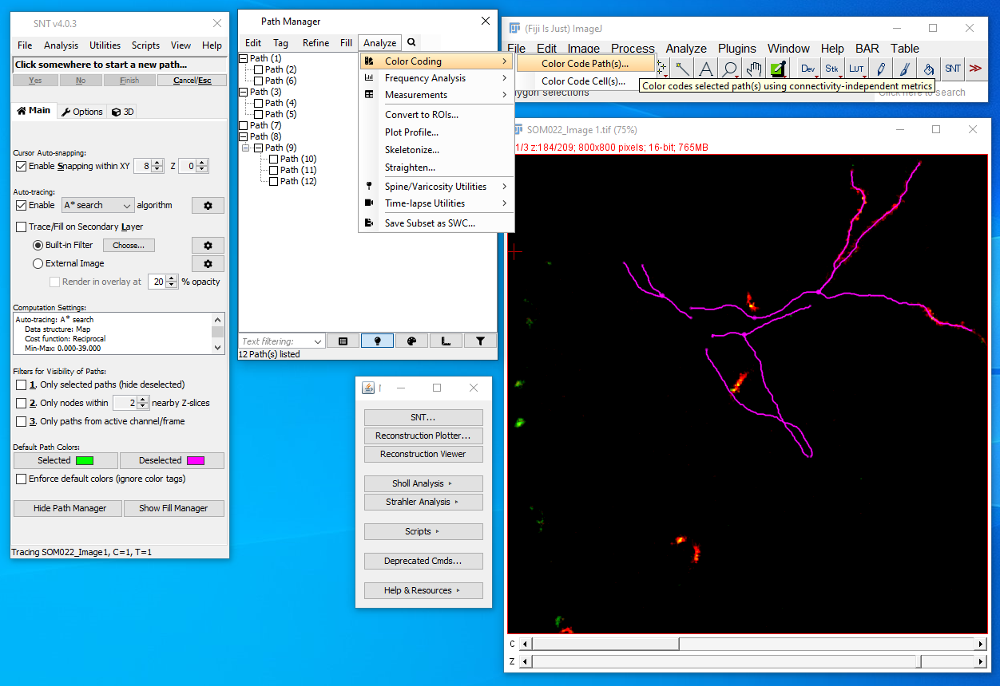 SNT v4.0.3
File Analysis Utilities Scripts View Help
Click somewhere to start a new path...
Yes No Finish Cancel/Esc
Main Options 3D
Cursor Auto-snapping:
Enable Snapping within XY 8 Z 0
Auto-tracing:
Enable A* search algorithm
Trace/Fill on Secondary Layer
Built-in Filter Choose...
External Image
Render in overlay at 20 % opacity
Computation Settings:
Auto-tracing: A* search
Data structure: Map
Cost function: Reciprocal
Min-Max: 0.000-39.000
Filters for Visibility of Paths:
1. Only selected paths (hide deselected)
2. Only nodes within 2 nearby Z-slices
3. Only paths from active channel/frame
Default Path Colors:
Selected Deselected
Enforce default colors (ignore color tags)
Hide Path Manager Show Fill Manager
Tracing SOM022_Image1, C=1, T=1
Path Manager
Edit Tag Refine Fill Analyze
Path (1)
Path (2)
Path (6)
Path (3)
Path (4)
Path (5)
Path (7)
Path (8)
Path (9)
Path (10)
Path (11)
Path (12)
Text filtering:
12 Path(s) listed
Color Coding
Frequency Analysis
Measurements
Convert to ROIs...
Plot Profile...
Skeletonize...
Straighten...
Spine/Varicosity Utilities
Time-lapse Utilities
Save Subset as SWC...
Color Code Path(s)...
Color Code Cell(s)...
Color codes selected path(s) using connectivity-independent metrics
SNT...
Reconstruction Plotter...
Reconstruction Viewer
Sholl Analysis
Strahler Analysis
Scripts
Deprecated Cmds...
Help & Resources
(Fiji Is Just) ImageJ
File Edit Image Process Analyze Plugins Window Help BAR Table
A Dev Stk LUT SNT >>
olygon selections
Click here to search
SOM022_Image 1.tif (75%)
1/3 z:184/209; 800x800 pixels; 16-bit; 765MB
C
Z